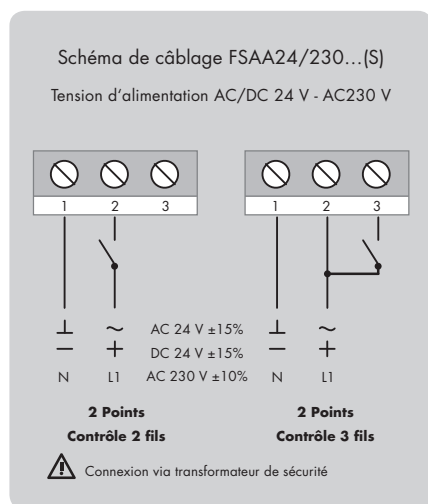 Schéma de câblage FSAA24/230...(S)
Tension d‘alimentation AC/DC 24 V - AC230 V
1 2 3 1 2 3
⊥ ~ AC 24 V ±15% ⊥ ~
− + DC 24 V ±15% − +
N L1 AC 230 V ±10% N L1
2 Points 2 Points
Contrôle 2 fils Contrôle 3 fils
Connexion via transformateur de sécurité